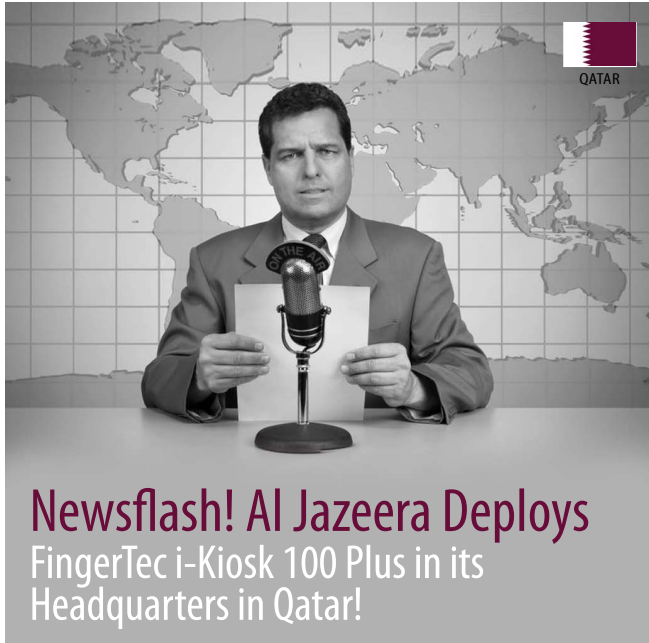 QATAR
ON THE AIR
Newsflash! Al Jazeera Deploys
FingerTec i-Kiosk 100 Plus in its
Headquarters in Qatar!